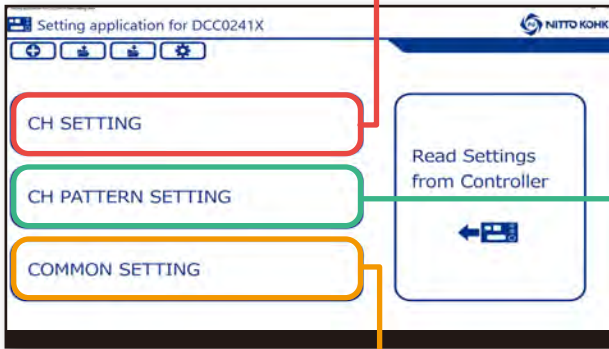 Setting application for DCC0241X
NITTO KOHK
CH SETTING
CH PATTERN SETTING
COMMON SETTING
Read Settings
from Controller